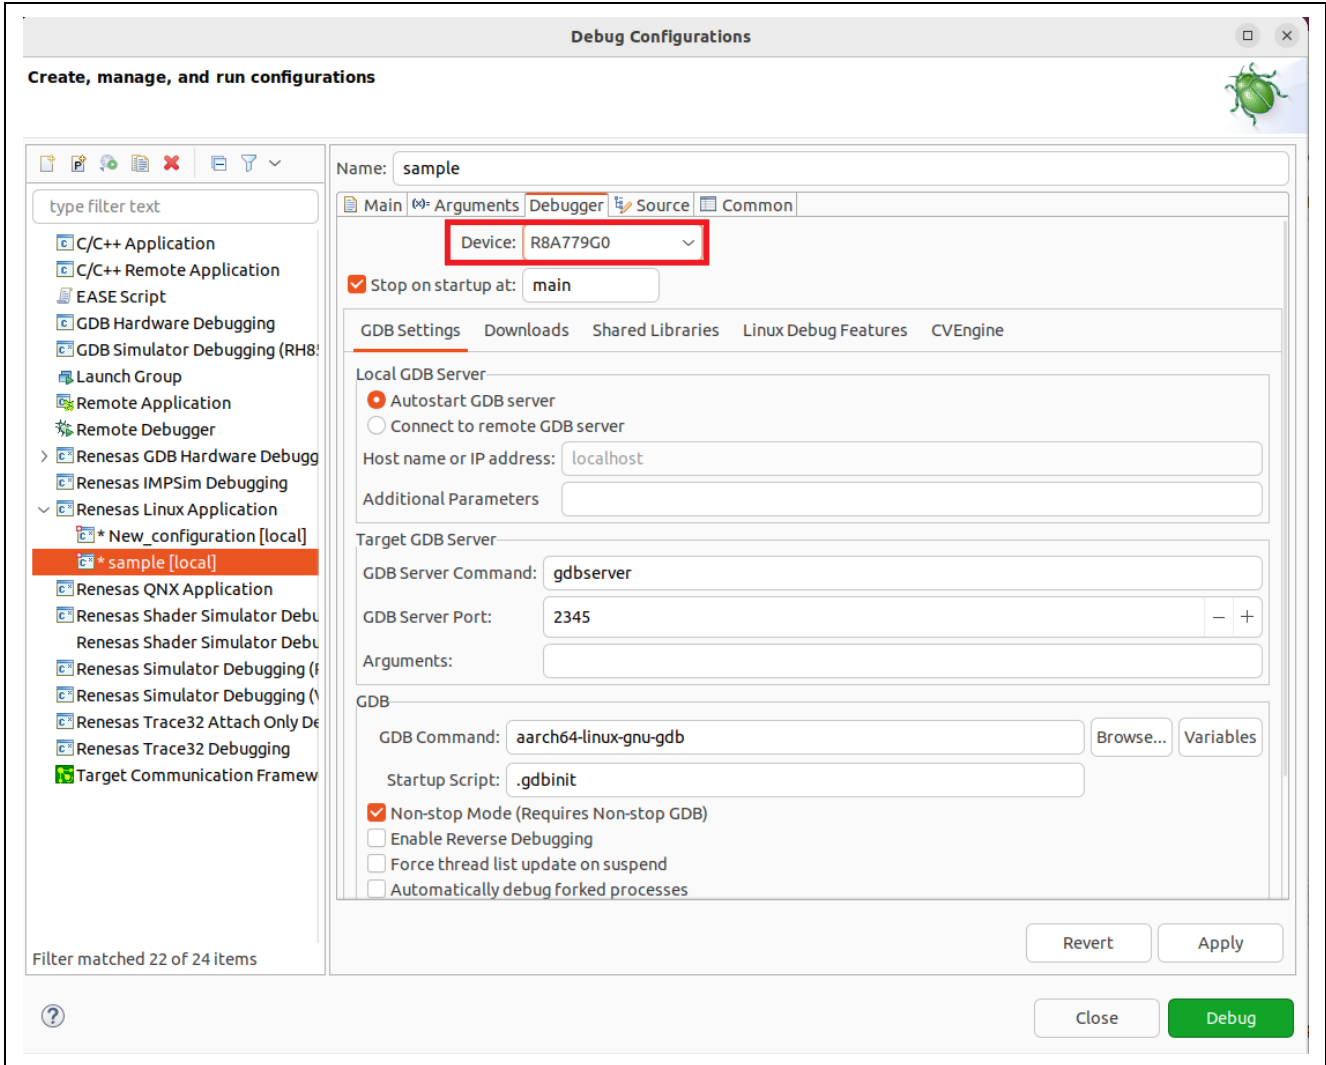 Debug Configurations
Create, manage, and run configurations
type filter text
C/C++ Application
C/C++ Remote Application
EASE Script
GDB Hardware Debugging
GDB Simulator Debugging (RH8
Launch Group
Remote Application
Remote Debugger
Renesas GDB Hardware Debugg
Renesas IMPSim Debugging
Renesas Linux Application
* New_configuration [local]
* sample [local]
Renesas QNX Application
Renesas Shader Simulator Debu
Renesas Shader Simulator Debu
Renesas Simulator Debugging (
Renesas Simulator Debugging (
Renesas Trace32 Attach Only De
Renesas Trace32 Debugging
Target Communication Framew
Filter matched 22 of 24 items
Name: sample
Main (x)= Arguments Debugger Source Common
Device: R8A779G0
Stop on startup at: main
GDB Settings Downloads Shared Libraries Linux Debug Features CVEngine
Local GDB Server
Autostart GDB server
Connect to remote GDB server
Host name or IP address: localhost
Additional Parameters
Target GDB Server
GDB Server Command: gdbserver
GDB Server Port: 2345 − +
Arguments:
GDB
GDB Command: aarch64-linux-gnu-gdb Browse... Variables
Startup Script: .gdbinit
Non-stop Mode (Requires Non-stop GDB)
Enable Reverse Debugging
Force thread list update on suspend
Automatically debug forked processes
Revert Apply
? Close Debug